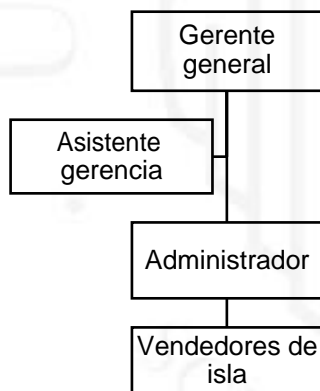 Gerente
general
Asistente
gerencia
Administrador
Vendedores de
isla